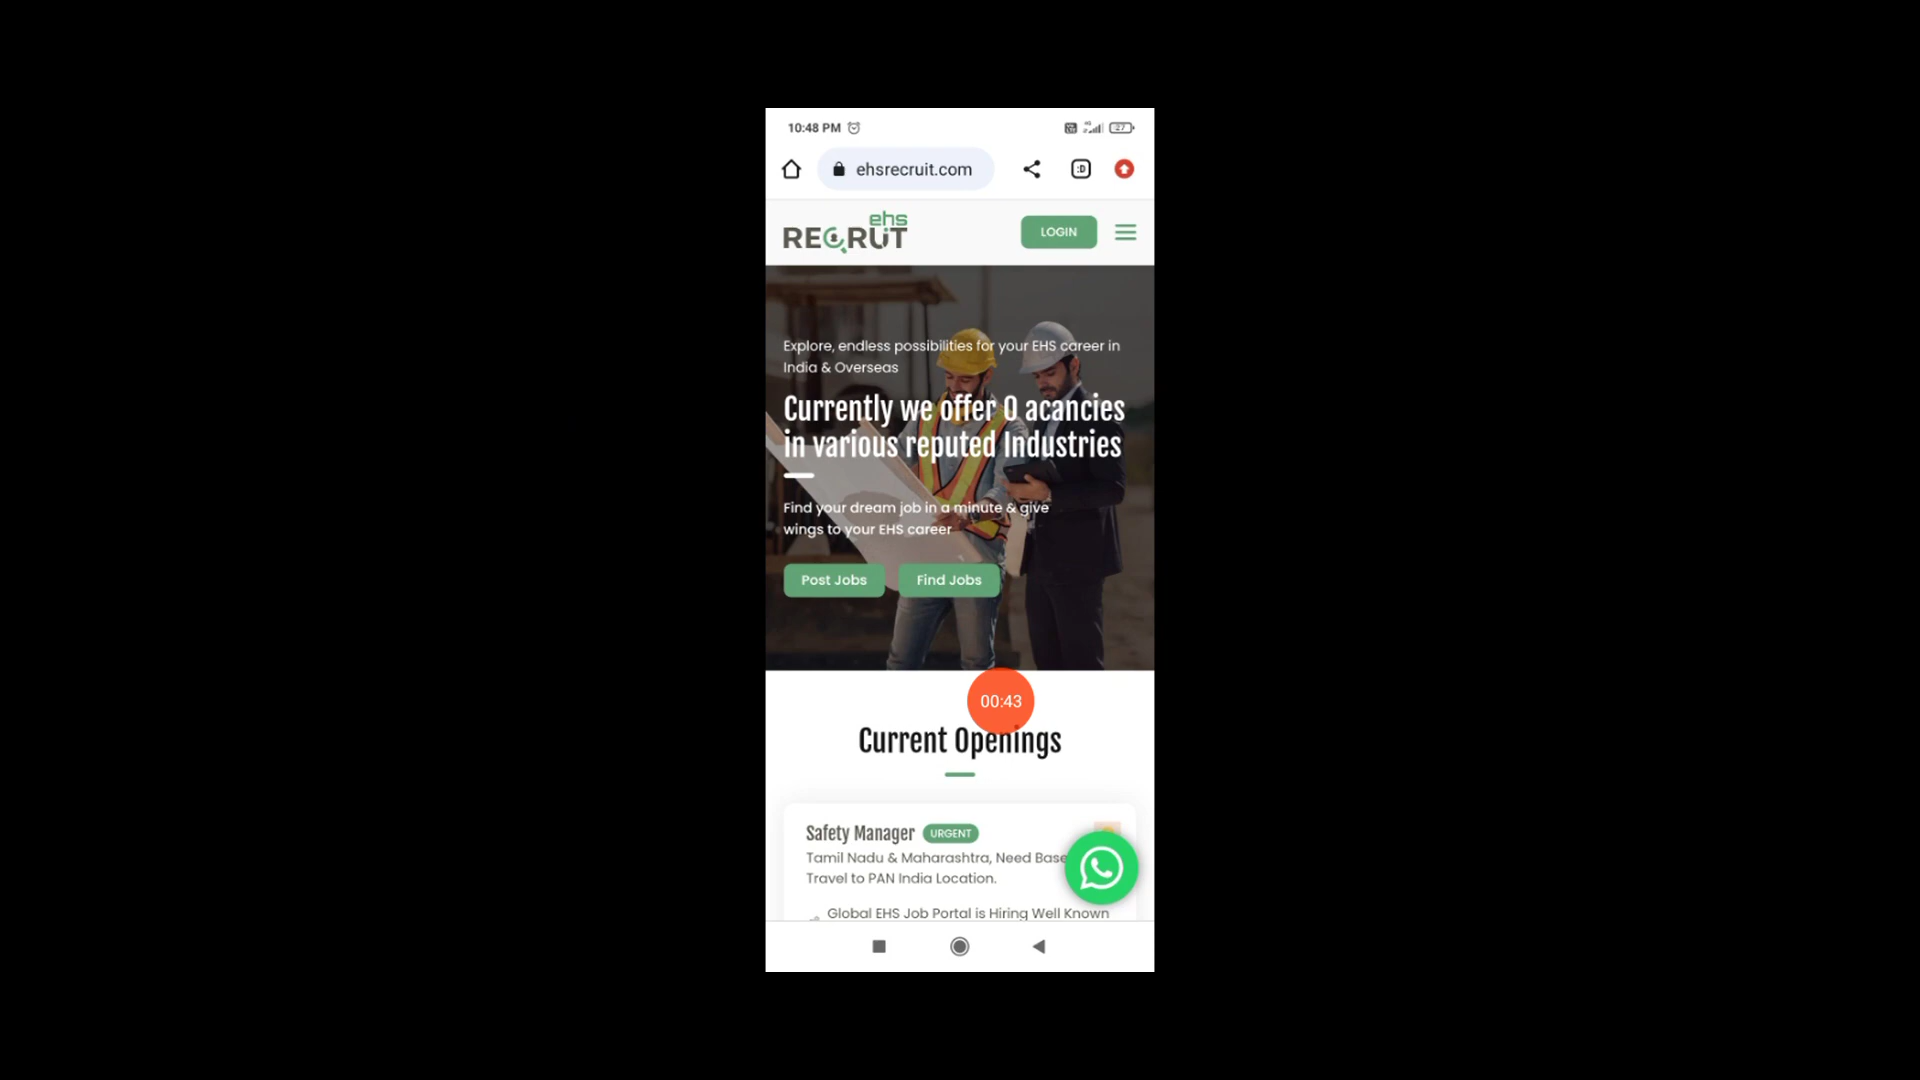 10:48 PM
27
ehsrecruit.com
:D
ehs
RECRUIT
LOGIN
Explore, endless possibilities for your EHS career in
India & Overseas
Currently we offer 0 acancies
in various reputed Industries
Find your dream job in a minute & give
wings to your EHS career
Post Jobs
Find Jobs
00:43
Current Openings
Safety Manager URGENT
Tamil Nadu & Maharashtra, Need Base
Travel to PAN India Location.
Global EHS Job Portal is Hiring Well Known